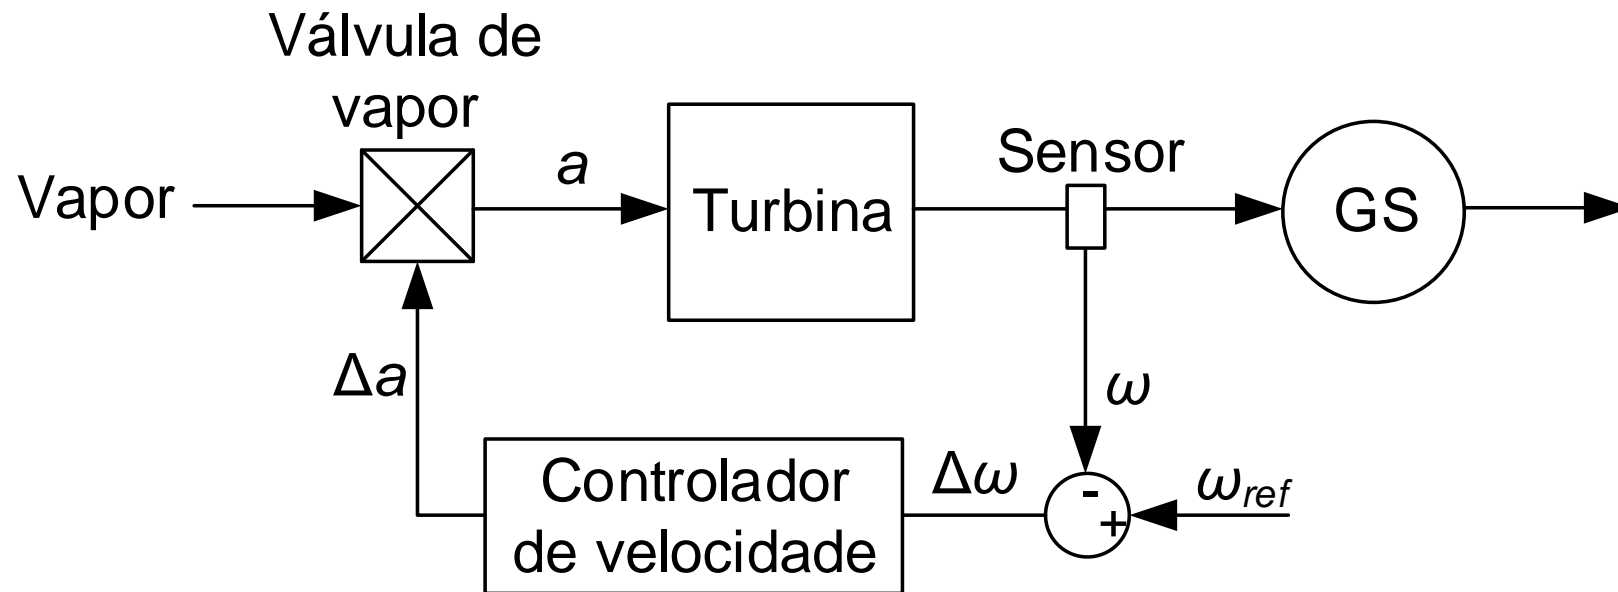 Válvula de
vapor
Vapor
a
Turbina
Sensor
GS
Δa
ω
Controlador
de velocidade
Δω
-
+
ω_ref